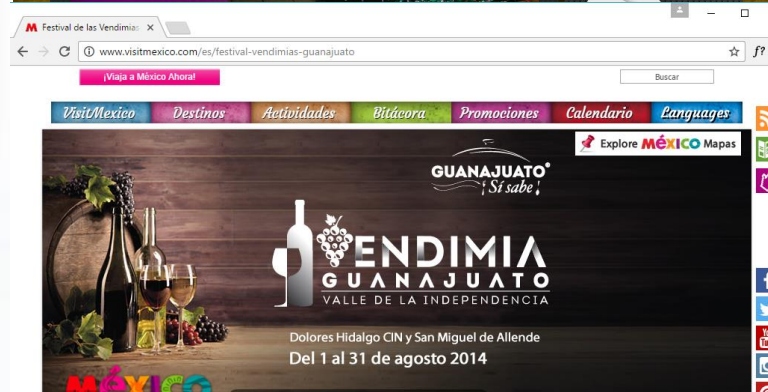 Festival de las Vendimias
www.visitmexico.com/es/festival-vendimias-guanajuato
¡Viaja a México Ahora!
Buscar
VisitMexico Destinos Actividades Bitácora Promociones Calendario Languages
Explore MÉXICO Mapas
GUANAJUATO
¡Sí sabe!
VENDIMIA
GUANAJUATO
VALLE DE LA INDEPENDENCIA
Dolores Hidalgo CIN y San Miguel de Allende
Del 1 al 31 de agosto 2014
MÉXICO